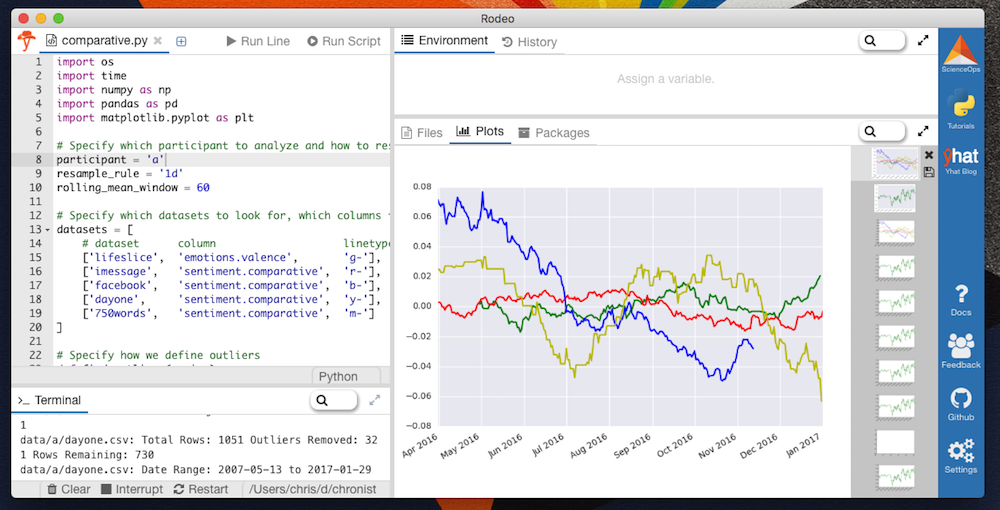 Rodeo
comparative.py
Run Line
Run Script
1 import os
2 import time
3 import numpy as np
4 import pandas as pd
5 import matplotlib.pyplot as plt
6
7 # Specify which participant to analyze and how to res
8 participant = 'a'
9 resample_rule = '1d'
10 rolling_mean_window = 60
11
12 # Specify which datasets to look for, which columns
13 datasets = [
14 # dataset column linetype
15 ['lifeslice', 'emotions.valence', 'g-'],
16 ['imessage', 'sentiment.comparative', 'r-'],
17 ['facebook', 'sentiment.comparative', 'b-'],
18 ['dayone', 'sentiment.comparative', 'y-'],
19 ['750words', 'sentiment.comparative', 'm-']
20 ]
21
22 # Specify how we define outliers
Python
>_ Terminal
1
data/a/dayone.csv: Total Rows: 1051 Outliers Removed: 32
1 Rows Remaining: 730
data/a/dayone.csv: Date Range: 2007-05-13 to 2017-01-29
Clear
Interrupt
Restart
/Users/chris/d/chronist
Environment
History
Assign a variable.
Files
Plots
Packages
0.08
0.06
0.04
0.02
0.00
−0.02
−0.04
−0.06
−0.08
Apr 2016
May 2016
Jun 2016
Jul 2016
Aug 2016
Sep 2016
Oct 2016
Nov 2016
Dec 2016
Jan 2017
ScienceOps
Tutorials
ŷhat
Yhat Blog
?
Docs
Feedback
Github
Settings